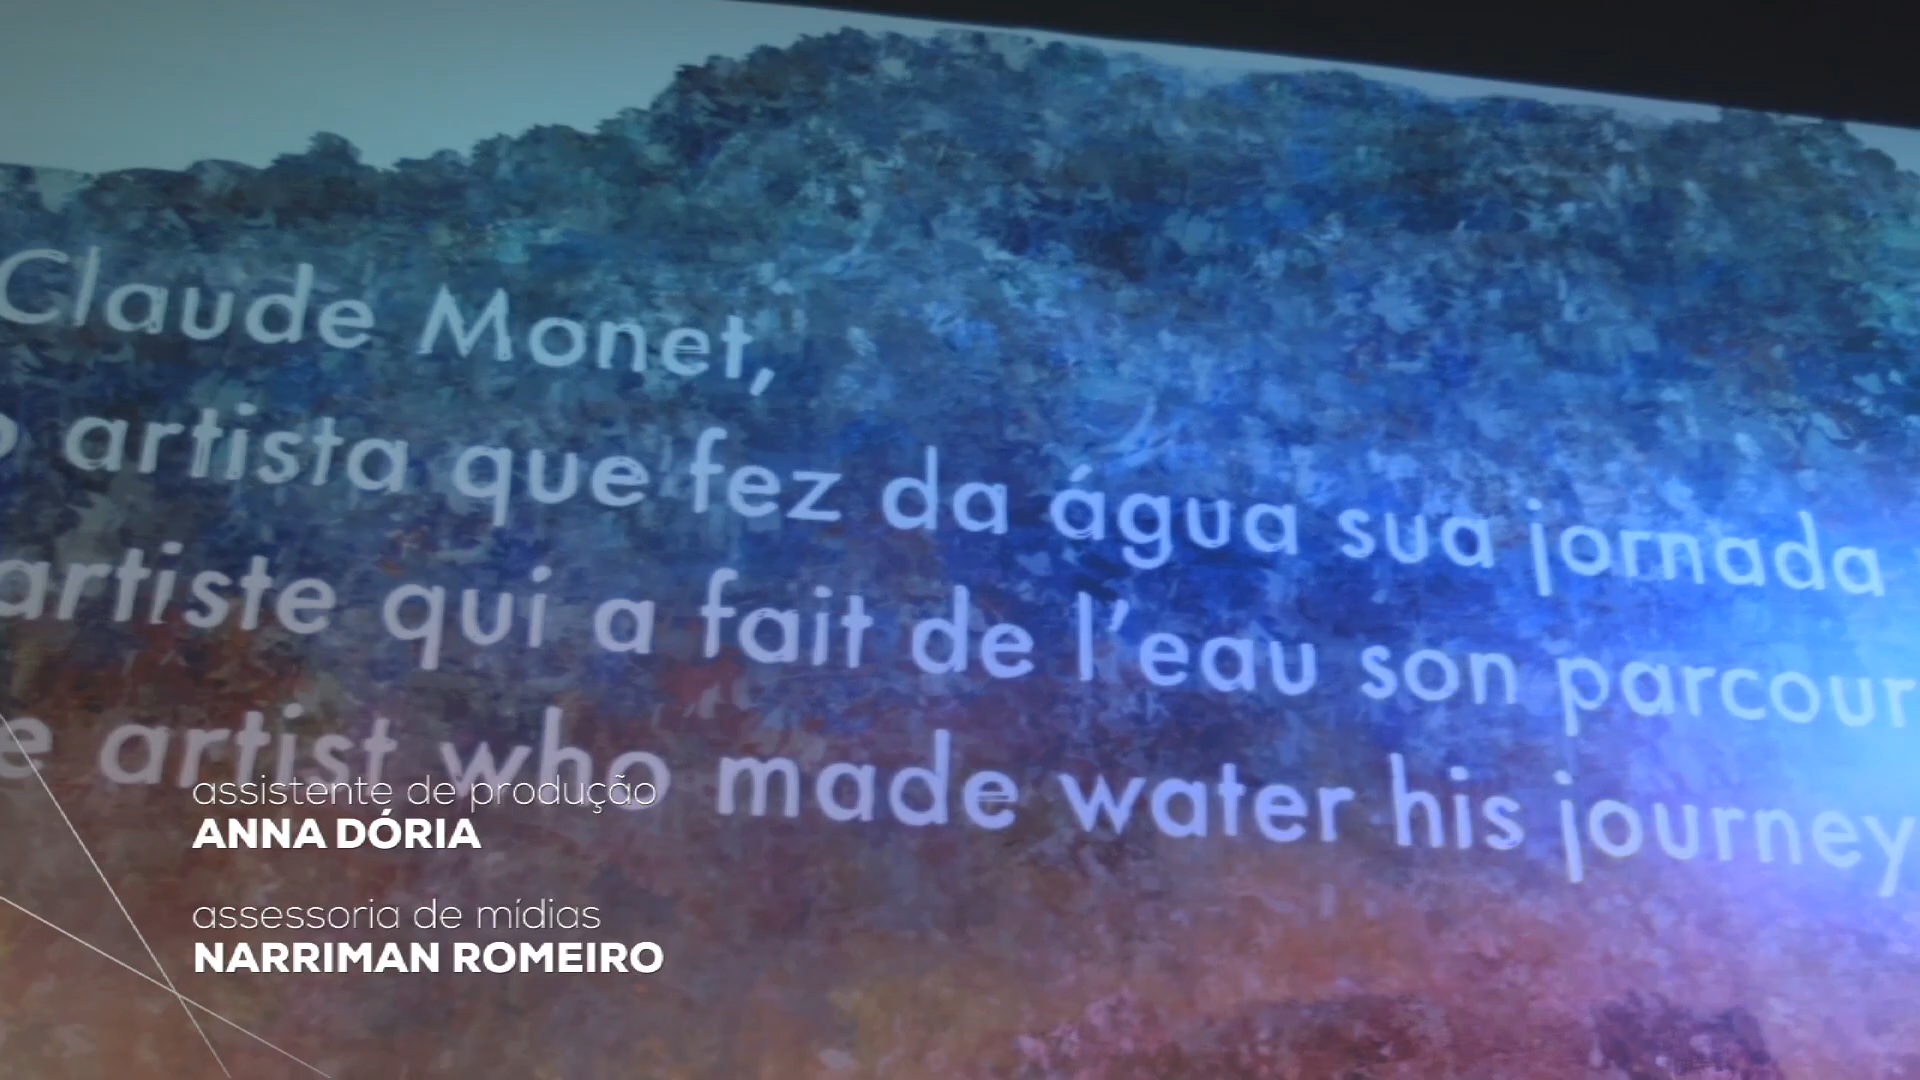 Claude Monet,
o artista que fez da água sua jornada
artiste qui a fait de l'eau son parcour
e artist who made water his journey
assistente de produção
ANNA DÓRIA
assessoria de mídias
NARRIMAN ROMEIRO